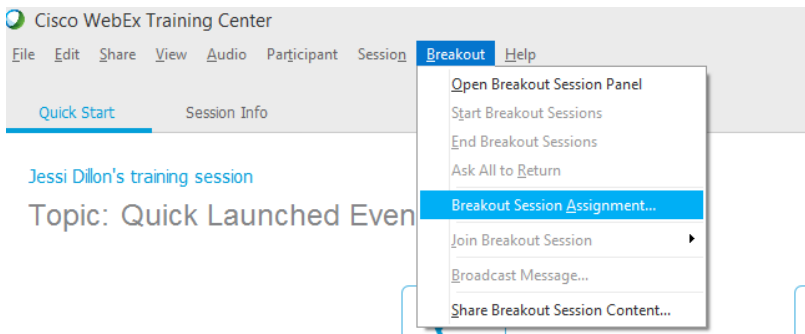 Cisco WebEx Training Center
File Edit Share View Audio Participant Session Breakout Help
Open Breakout Session Panel
Quick Start Session Info
Start Breakout Sessions
End Breakout Sessions
Ask All to Return
Jessi Dillon's training session
Breakout Session Assignment...
Topic: Quick Launched Even
Join Breakout Session
Broadcast Message...
Share Breakout Session Content...